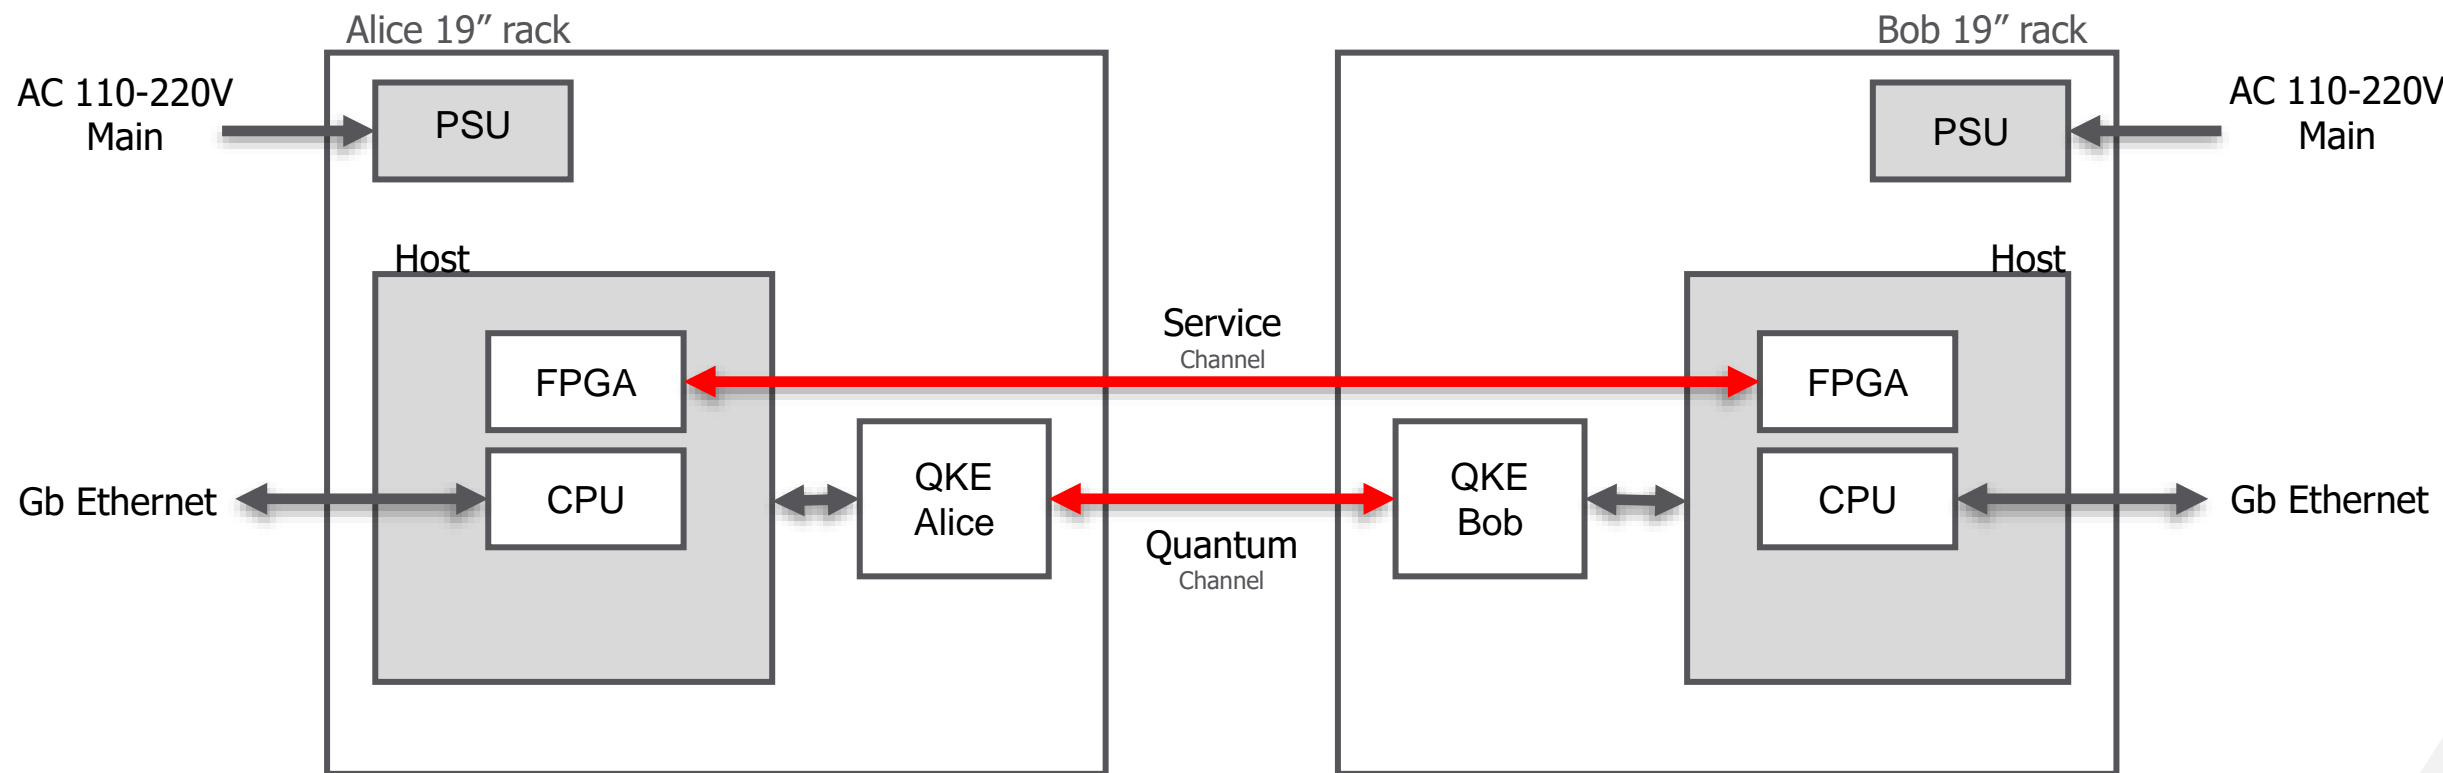 Alice 19” rack
Bob 19” rack
AC 110-220V
Main
PSU
PSU
AC 110-220V
Main
Host
Host
Service
Channel
FPGA
FPGA
Gb Ethernet
CPU
QKE
Alice
QKE
Bob
CPU
Gb Ethernet
Quantum
Channel